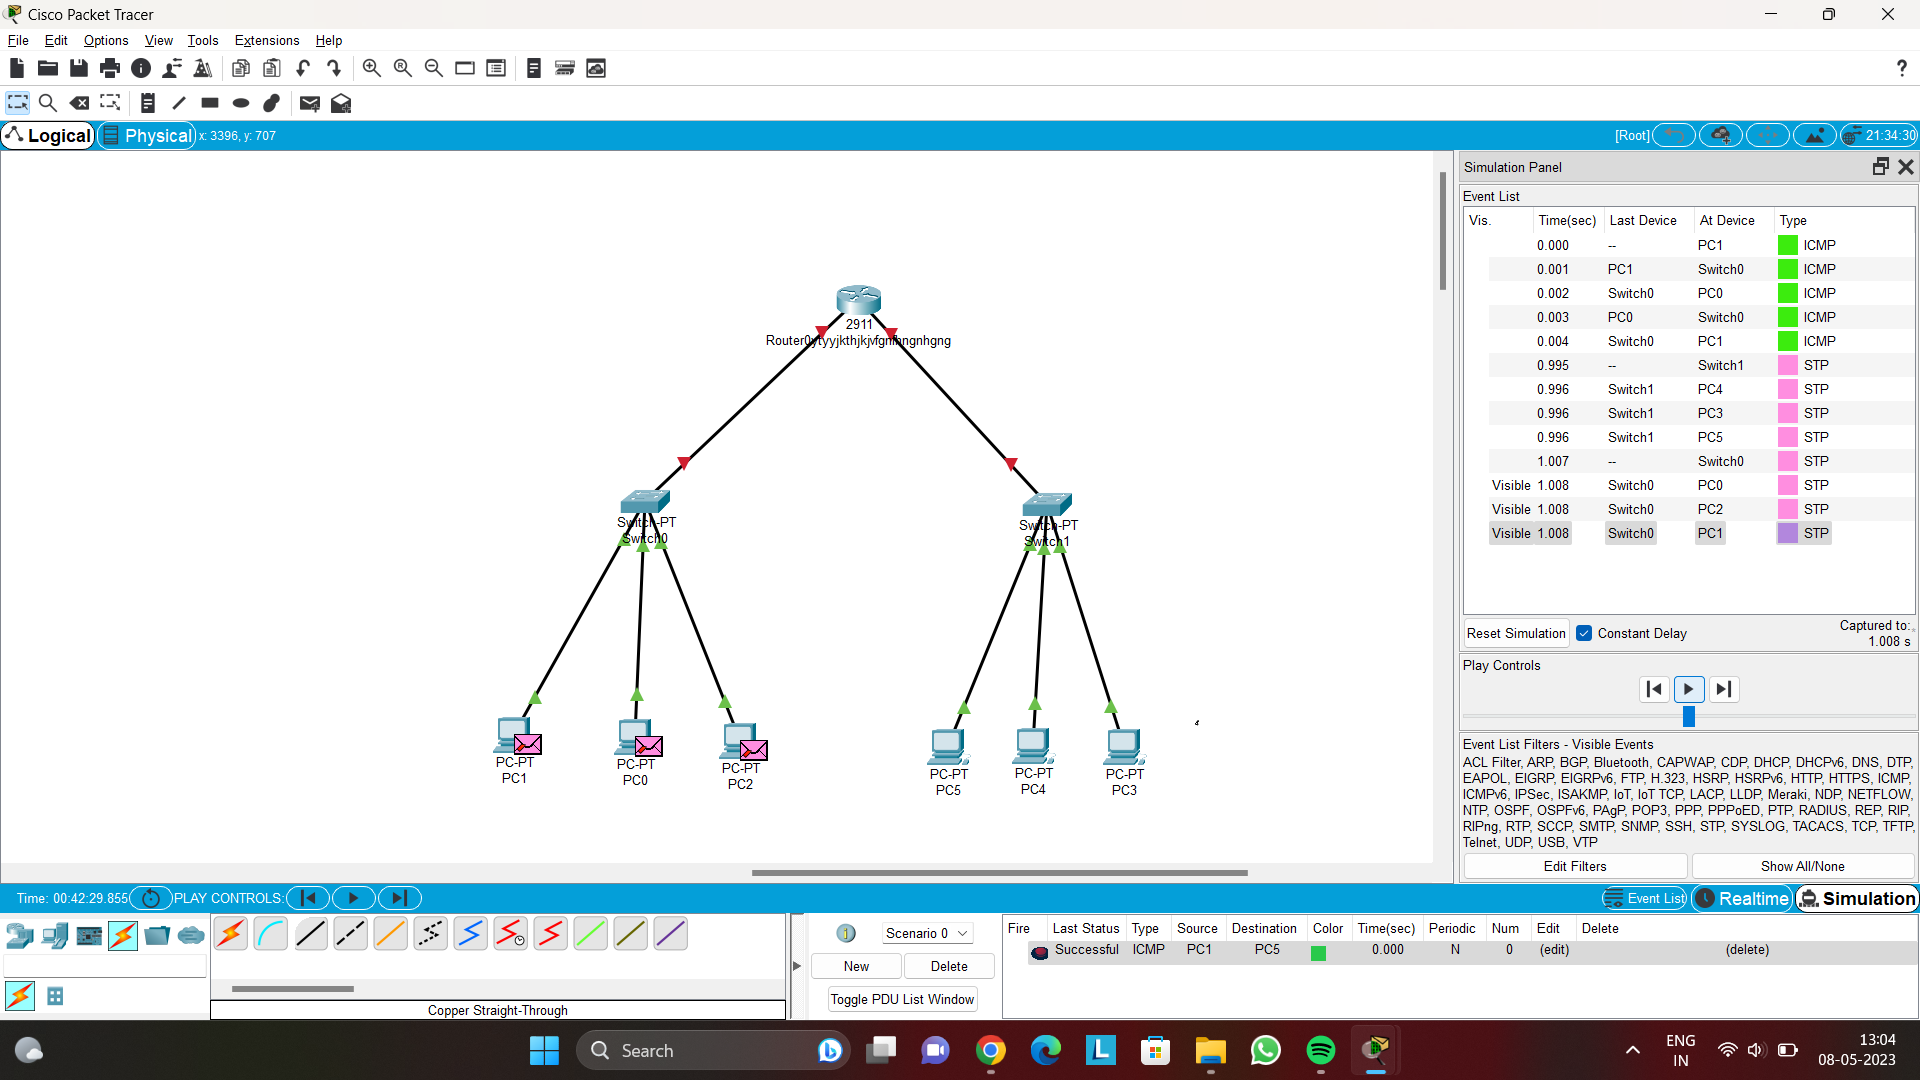 Cisco Packet Tracer
File Edit Options View Tools Extensions Help
?
Logical Physical x: 3396, y: 707 [Root] 21:34:30
Simulation Panel
Event List
Vis. Time(sec) Last Device At Device Type
0.000 -- PC1 ICMP
0.001 PC1 Switch0 ICMP
0.002 Switch0 PC0 ICMP
0.003 PC0 Switch0 ICMP
0.004 Switch0 PC1 ICMP
0.995 -- Switch1 STP
0.996 Switch1 PC4 STP
0.996 Switch1 PC3 STP
0.996 Switch1 PC5 STP
1.007 -- Switch0 STP
Visible 1.008 Switch0 PC0 STP
Visible 1.008 Switch0 PC2 STP
Visible 1.008 Switch0 PC1 STP
Reset Simulation Constant Delay Captured to:
1.008 s
Play Controls
Event List Filters - Visible Events
ACL Filter, ARP, BGP, Bluetooth, CAPWAP, CDP, DHCP, DHCPv6, DNS, DTP,
EAPOL, EIGRP, EIGRPv6, FTP, H.323, HSRP, HSRPv6, HTTP, HTTPS, ICMP,
ICMPv6, IPSec, ISAKMP, IoT, IoT TCP, LACP, LLDP, Meraki, NDP, NETFLOW,
NTP, OSPF, OSPFv6, PAgP, POP3, PPP, PPPoED, PTP, RADIUS, REP, RIP,
RIPng, RTP, SCCP, SMTP, SNMP, SSH, STP, SYSLOG, TACACS, TCP, TFTP,
Telnet, UDP, USB, VTP
Edit Filters Show All/None
2911
Switch-PT
Switch0
Switch-PT
Switch1
PC-PT
PC1
PC-PT
PC0
PC-PT
PC2
PC-PT
PC5
PC-PT
PC4
PC-PT
PC3
Time: 00:42:29.855 PLAY CONTROLS: Event List Realtime Simulation
Copper Straight-Through
Scenario 0
New Delete
Toggle PDU List Window
Fire Last Status Type Source Destination Color Time(sec) Periodic Num Edit Delete
Successful ICMP PC1 PC5 0.000 N 0 (edit) (delete)
Search
ENG
IN
13:04
08-05-2023